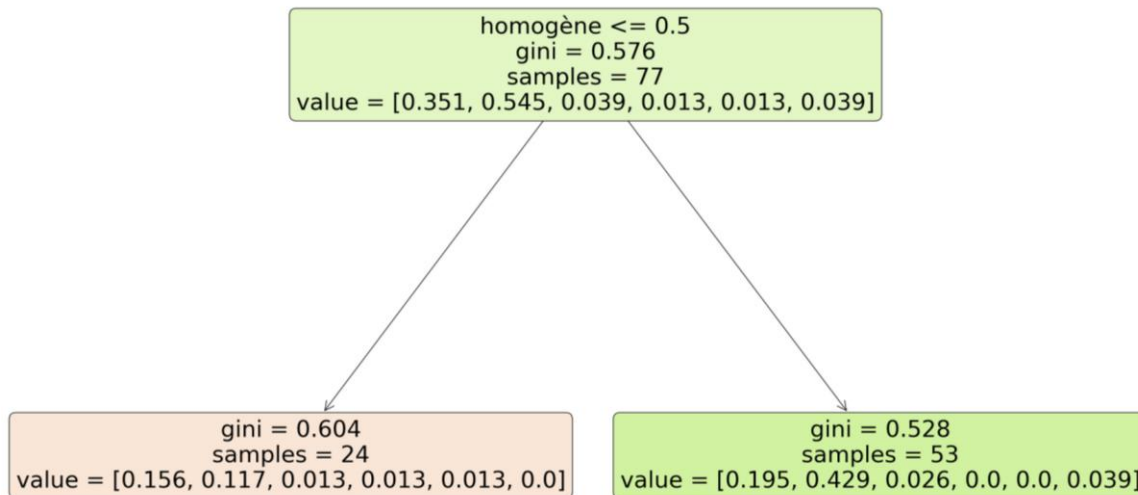 homogène <= 0.5
gini = 0.576
samples = 77
value = [0.351, 0.545, 0.039, 0.013, 0.013, 0.039]
gini = 0.604
samples = 24
value = [0.156, 0.117, 0.013, 0.013, 0.013, 0.0]
gini = 0.528
samples = 53
value = [0.195, 0.429, 0.026, 0.0, 0.0, 0.039]